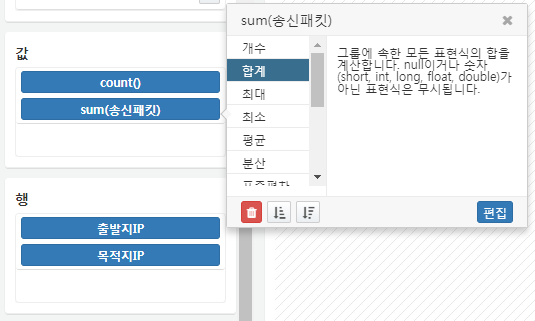 값
count()
sum(송신패킷)
행
출발지IP
목적지IP
sum(송신패킷)
개수
합계
최대
최소
평균
분산
표준편차
그룹에 속한 모든 표현식의 합을
계산합니다. null이거나 숫자
(short, int, long, float, double)가
아닌 표현식은 무시됩니다.
편집